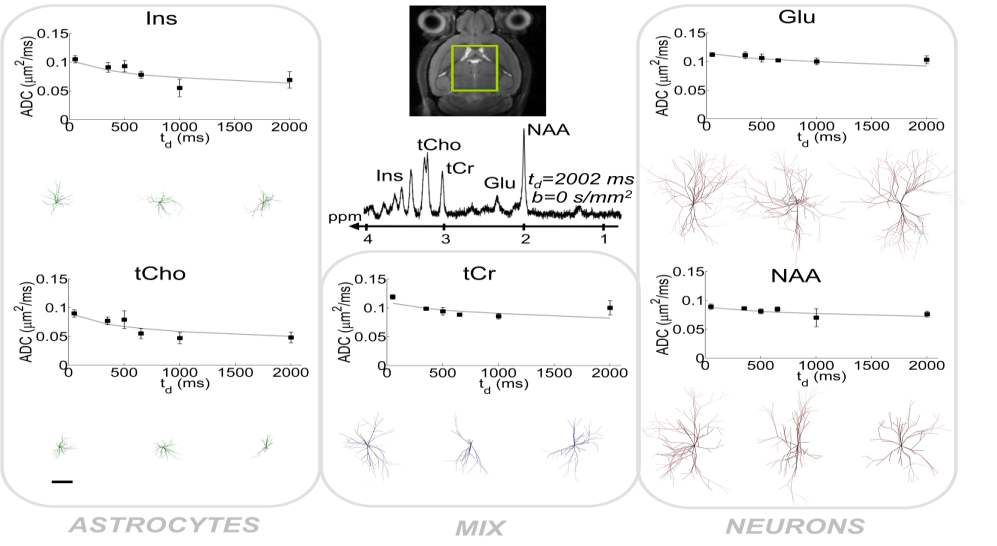 Ins
0.15
0.1
0.05
0
ADC (μm²/ms)
0 500 1000 1500 2000
t_d (ms)
Glu
0.15
0.1
0.05
0
ADC (μm²/ms)
0 500 1000 1500 2000
t_d (ms)
NAA
tCho
tCr
Ins
Glu
t_d=2002 ms
b=0 s/mm²
ppm
4 3 2 1
tCho
0.15
0.1
0.05
0
ADC (μm²/ms)
0 500 1000 1500 2000
t_d (ms)
tCr
0.15
0.1
0.05
0
ADC (μm²/ms)
0 500 1000 1500 2000
t_d (ms)
NAA
0.15
0.1
0.05
0
ADC (μm²/ms)
0 500 1000 1500 2000
t_d (ms)
ASTROCYTES
MIX
NEURONS